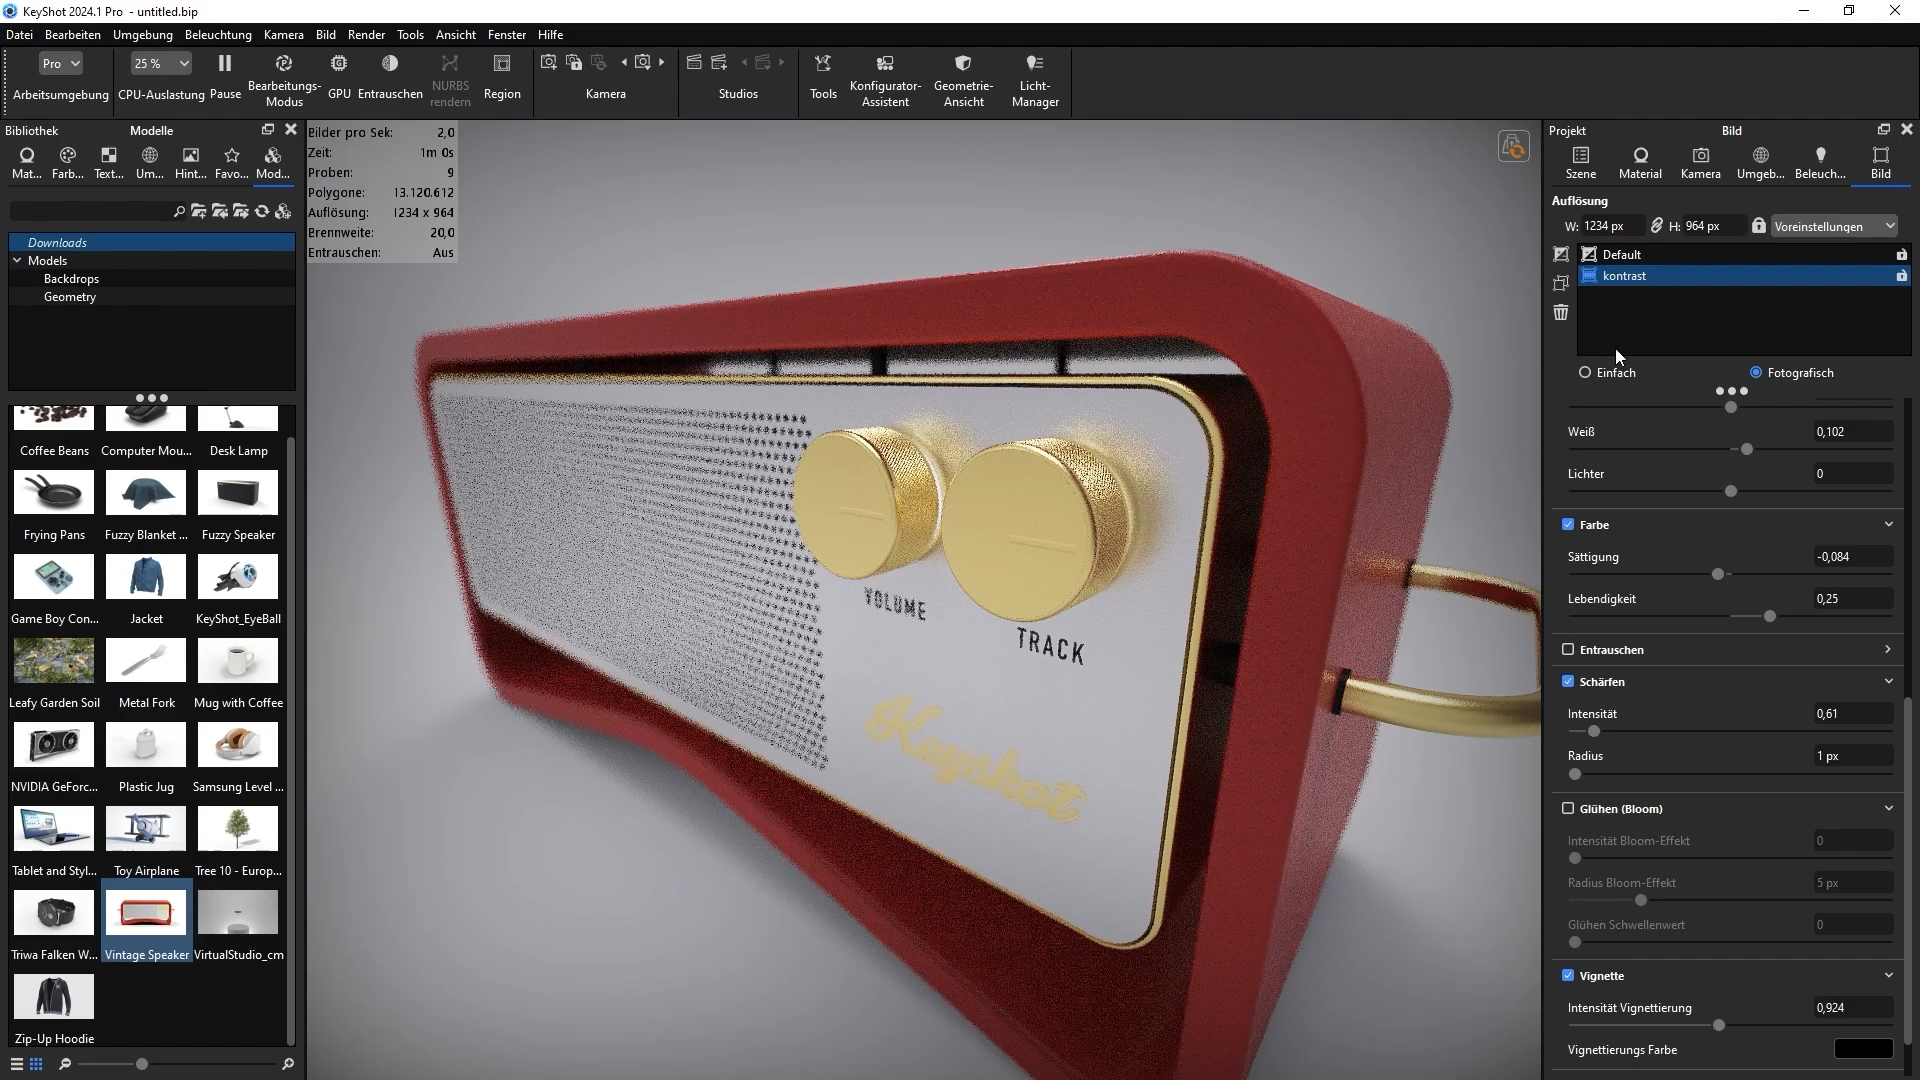 KeyShot 2024.1 Pro - untitled.bip
Datei Bearbeiten Umgebung Beleuchtung Kamera Bild Render Tools Ansicht Fenster Hilfe
Pro 25 %
Arbeitsumgebung CPU-Auslastung Pause Bearbeitungs-Modus GPU Entrauschen NURBS rendern Region Kamera Studios Tools Konfigurator-Assistent Geometrie-Ansicht Licht-Manager
Bibliothek Modelle
Mat... Farb... Text... Um... Hint... Favo... Mod...
Downloads
Models
Backdrops
Geometry
Coffee Beans Computer Mou... Desk Lamp
Frying Pans Fuzzy Blanket ... Fuzzy Speaker
Game Boy Con... Jacket KeyShot_EyeBall
Leafy Garden Soil Metal Fork Mug with Coffee
NVIDIA GeForc... Plastic Jug Samsung Level ...
Tablet and Styl... Toy Airplane Tree 10 - Europ...
Triwa Falken W... Vintage Speaker VirtualStudio_cm
Zip-Up Hoodie
Bilder pro Sek: 2,0
Zeit: 1m 0s
Proben: 9
Polygone: 13.120.612
Auflösung: 1234 x 964
Brennweite: 20,0
Entrauschen: Aus
VOLUME
TRACK
Keyshot
Projekt Bild
Szene Material Kamera Umgeb... Beleuch... Bild
Auflösung
W: 1234 px H: 964 px Voreinstellungen
Default
kontrast
Einfach Fotografisch
Weiß 0,102
Lichter 0
Farbe
Sättigung -0,084
Lebendigkeit 0,25
Entrauschen
Schärfen
Intensität 0,61
Radius 1 px
Glühen (Bloom)
Intensität Bloom-Effekt 0
Radius Bloom-Effekt 5 px
Glühen Schwellenwert 0
Vignette
Intensität Vignettierung 0,924
Vignettierungs Farbe